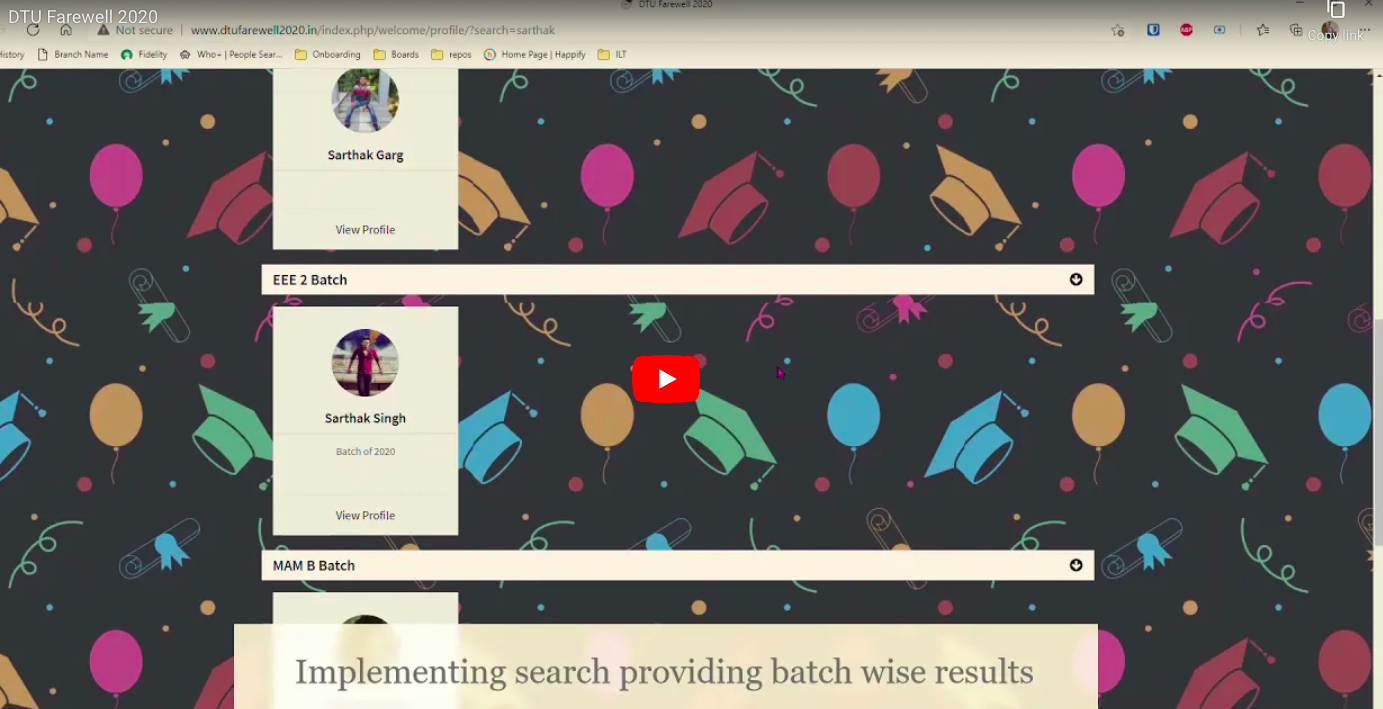 DTU Farewell 2020
DTU Farewell 2020
Copy link
Not secure | www.dtufarewell2020.in/index.php/welcome/profile/?search=sarthak
ABP
History Branch Name Fidelity Who+ | People Sear... Onboarding Boards repos Home Page | Happify ILT
Sarthak Garg
View Profile
EEE 2 Batch
Sarthak Singh
Batch of 2020
View Profile
MAM B Batch
Implementing search providing batch wise results